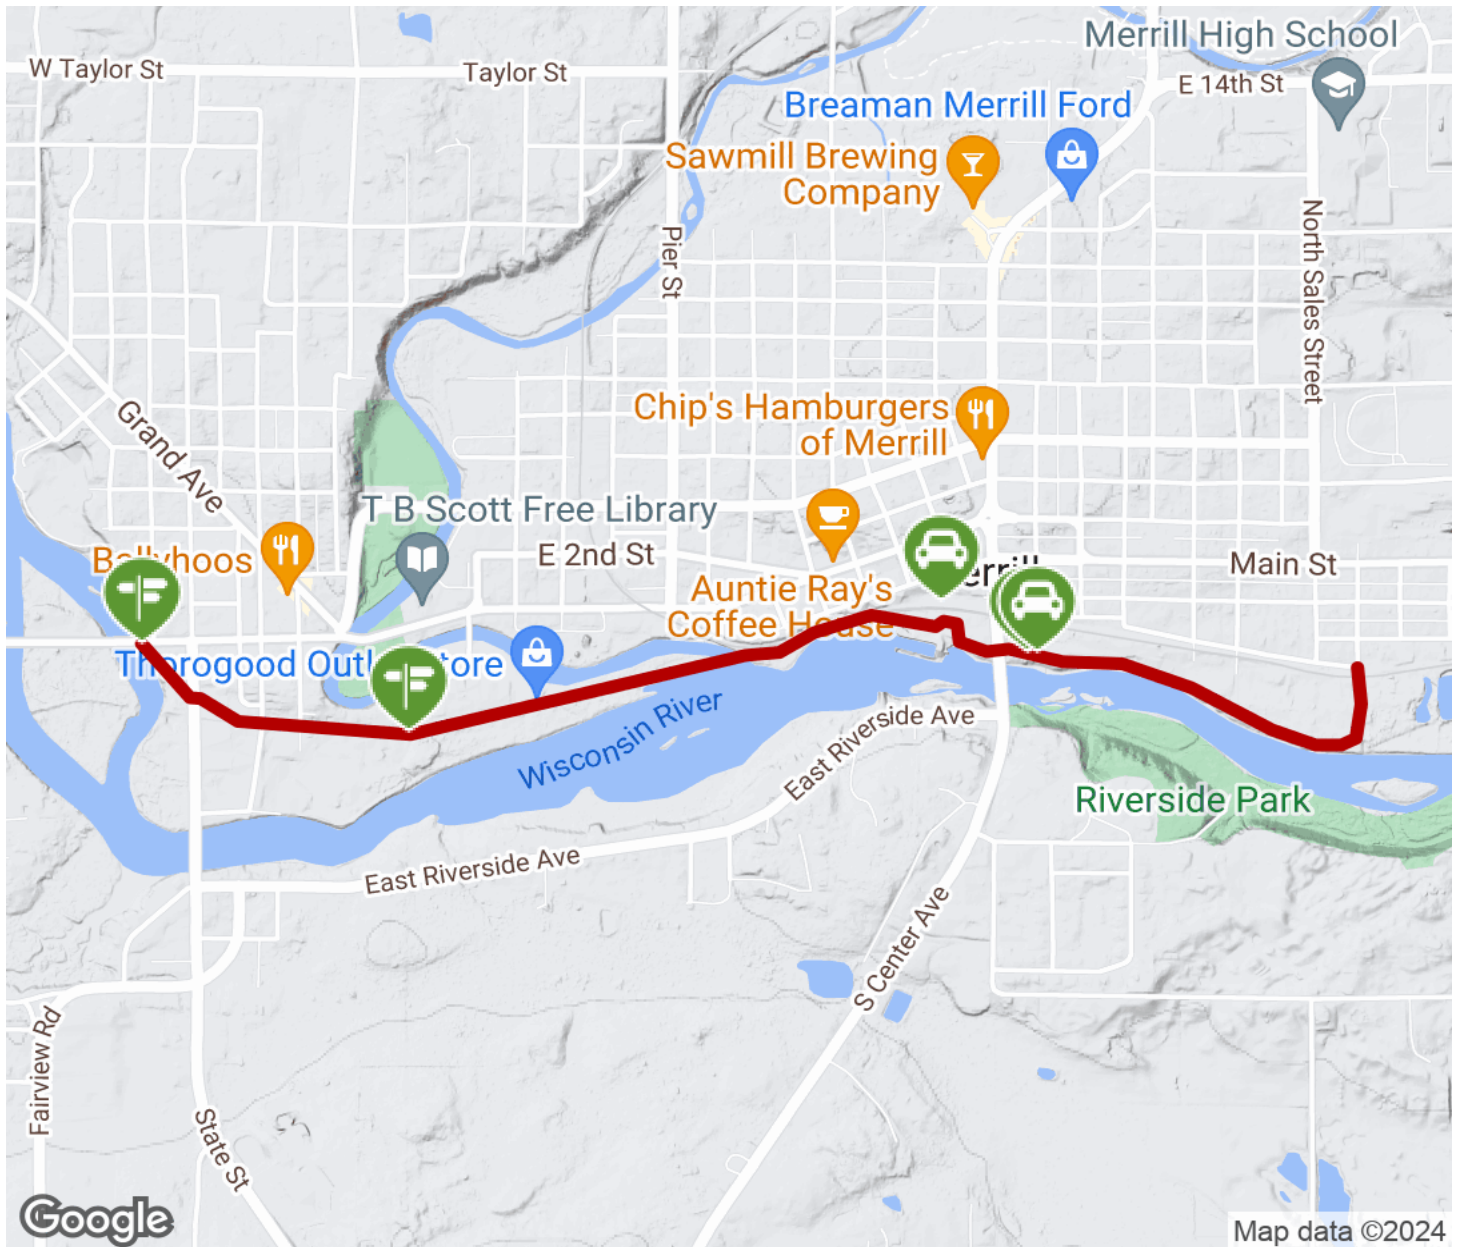 Merrill High School
W Taylor St
Taylor St
E 14th St
Breaman Merrill Ford
Sawmill Brewing
Company
Pier St
North Sales Street
Grand Ave
Chip's Hamburgers
of Merrill
T B Scott Free Library
E 2nd St
Main St
Auntie Ray's
Coffee House
Wisconsin River
East Riverside Ave
Riverside Park
East Riverside Ave
S Center Ave
Fairview Rd
State St
Google
Map data ©2024